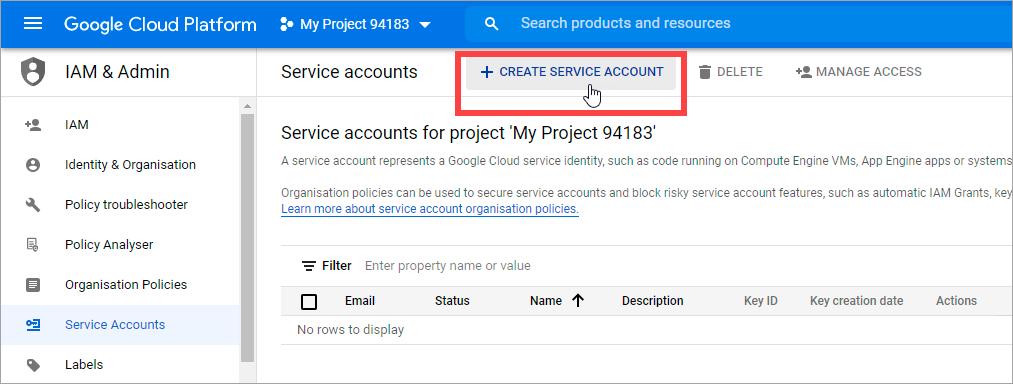 Google Cloud Platform My Project 94183 Search products and resources
IAM & Admin Service accounts + CREATE SERVICE ACCOUNT DELETE MANAGE ACCESS
IAM
Identity & Organisation
Policy troubleshooter
Policy Analyser
Organisation Policies
Service Accounts
Labels
Service accounts for project 'My Project 94183'
A service account represents a Google Cloud service identity, such as code running on Compute Engine VMs, App Engine apps or systems
Organisation policies can be used to secure service accounts and block risky service account features, such as automatic IAM Grants, key
Learn more about service account organisation policies.
Filter Enter property name or value
Email Status Name Description Key ID Key creation date Actions
No rows to display